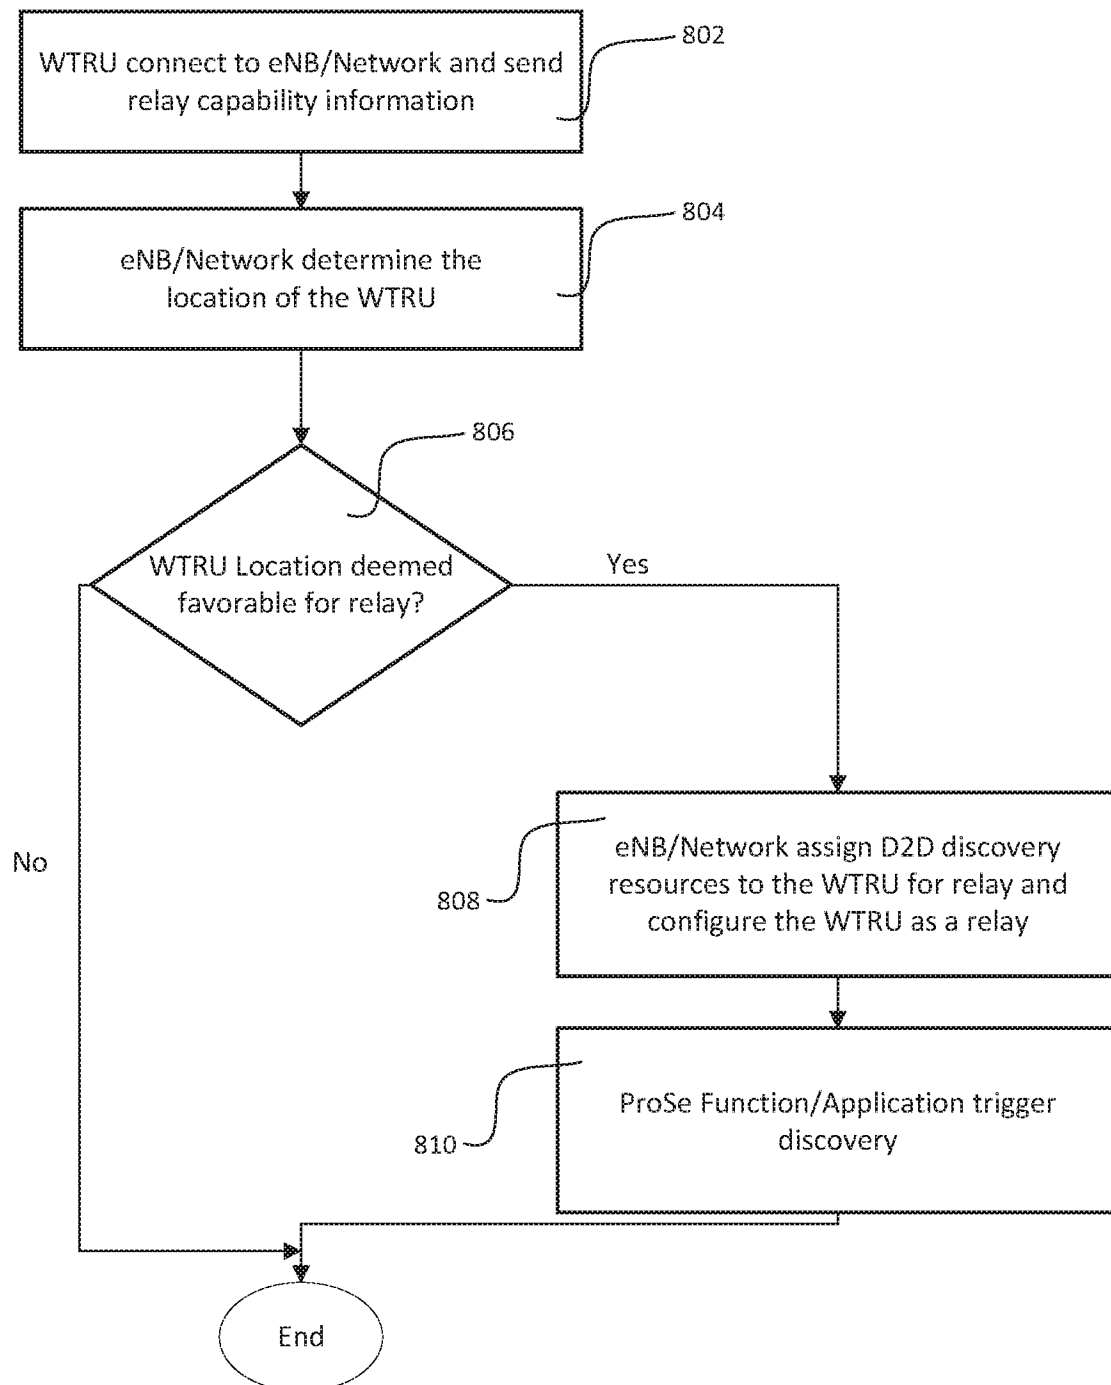 WTRU connect to eNB/Network and send
relay capability information
802
eNB/Network determine the
location of the WTRU
804
806
WTRU Location deemed
favorable for relay?
Yes
No
eNB/Network assign D2D discovery
resources to the WTRU for relay and
configure the WTRU as a relay
808
ProSe Function/Application trigger
discovery
810
End